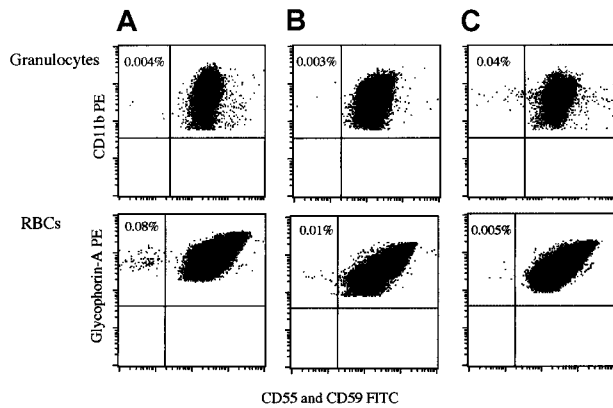 A B C
Granulocytes
0.004% 0.003% 0.04%
CD11b PE
RBCs
0.08% 0.01% 0.005%
Glycophorin-A PE
CD55 and CD59 FITC